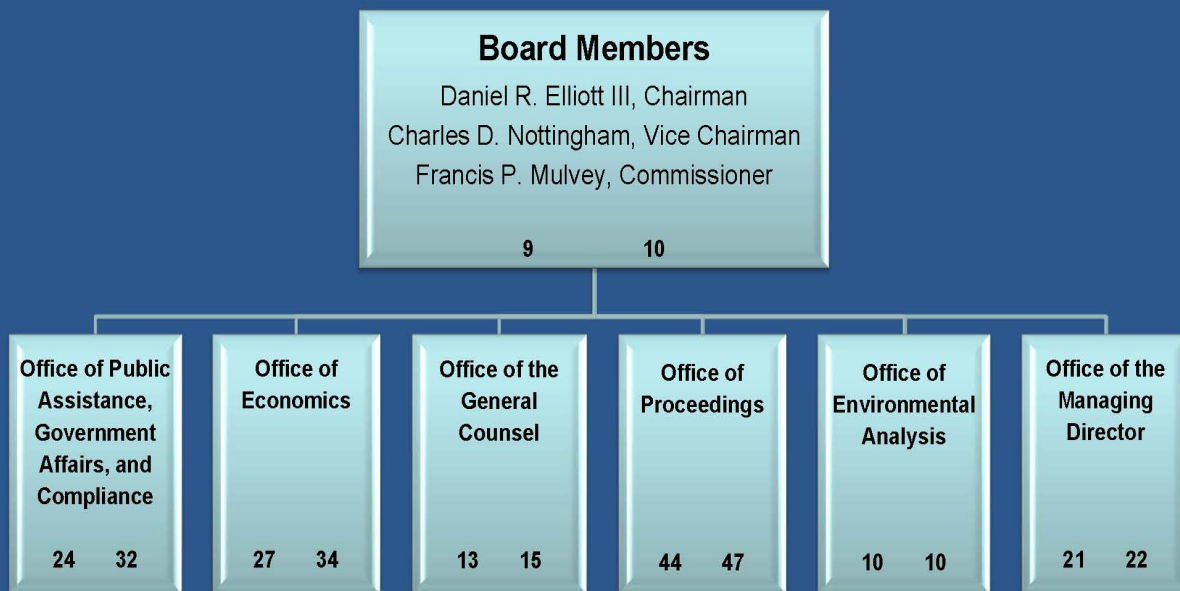 Board Members
Daniel R. Elliott III, Chairman
Charles D. Nottingham, Vice Chairman
Francis P. Mulvey, Commissioner
9 10
Office of Public
Assistance,
Government
Affairs, and
Compliance
24 32
Office of
Economics
27 34
Office of the
General
Counsel
13 15
Office of
Proceedings
44 47
Office of
Environmental
Analysis
10 10
Office of the
Managing
Director
21 22